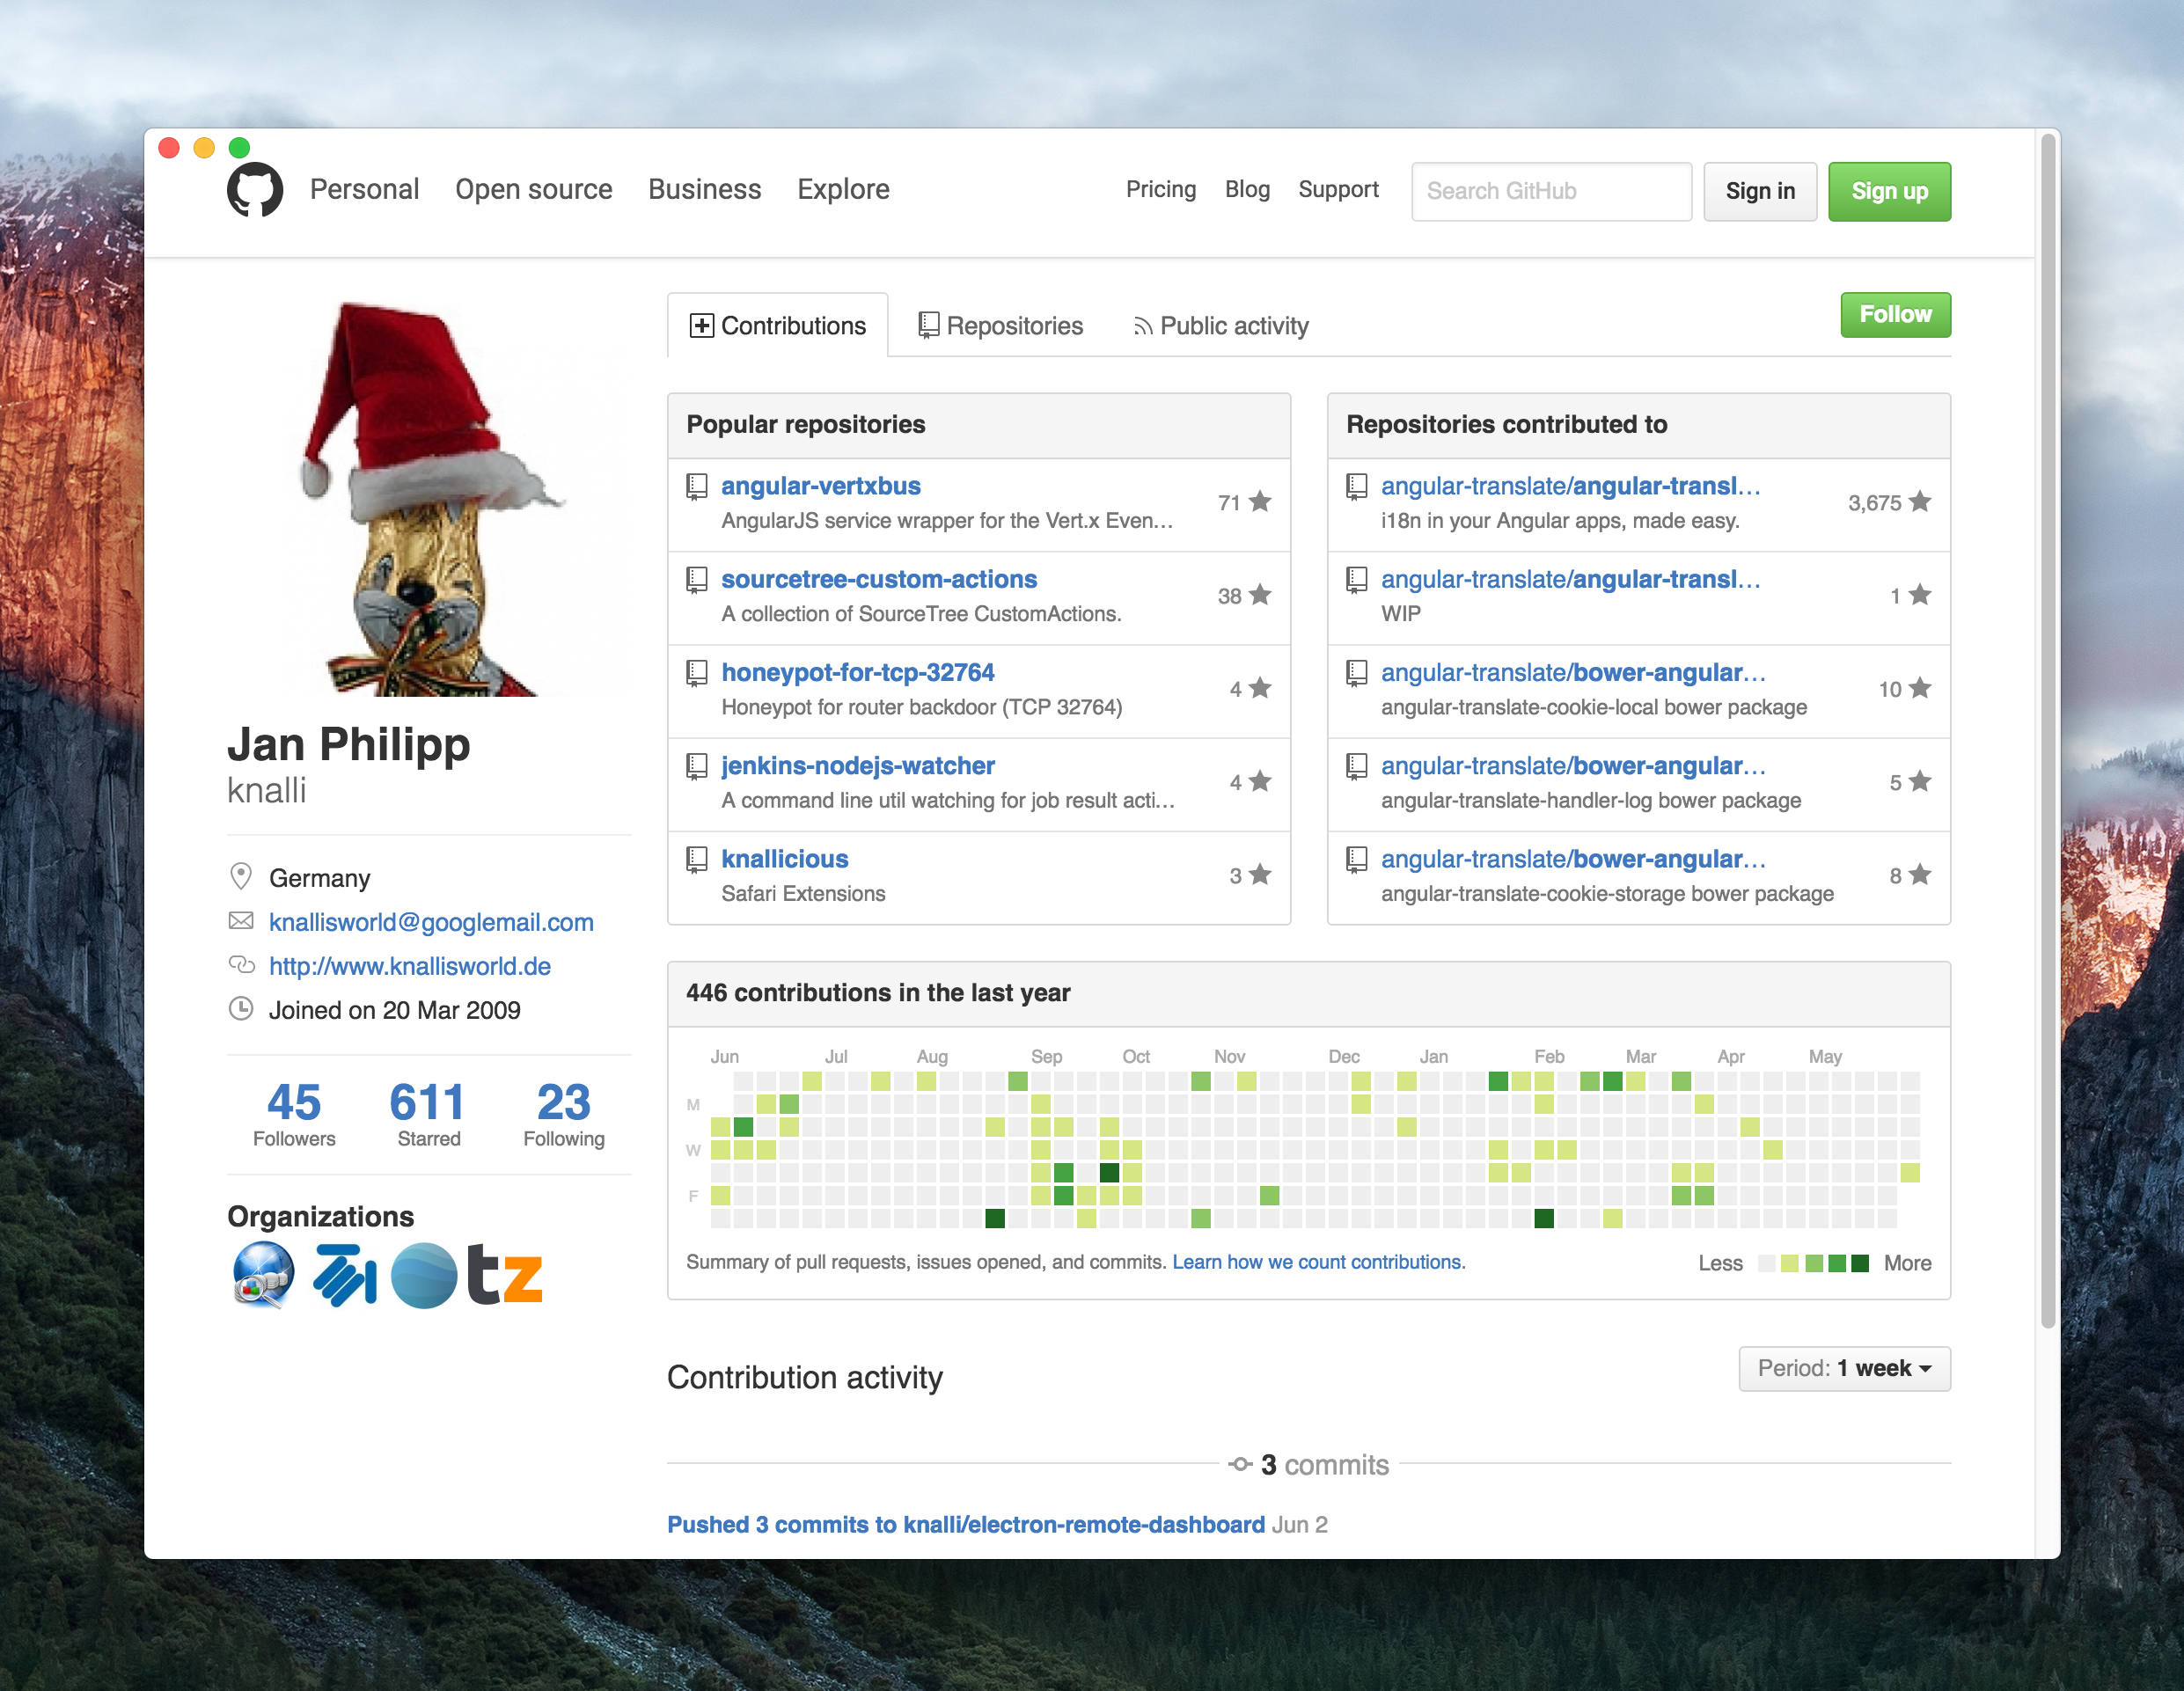 Personal Open source Business Explore Pricing Blog Support Search GitHub Sign in Sign up
Contributions Repositories Public activity Follow
Jan Philipp
knalli
Germany
knallisworld@googlemail.com
http://www.knallisworld.de
Joined on 20 Mar 2009
45 611 23
Followers Starred Following
Organizations
tz
Popular repositories
angular-vertxbus
AngularJS service wrapper for the Vert.x Even…
71
sourcetree-custom-actions
A collection of SourceTree CustomActions.
38
honeypot-for-tcp-32764
Honeypot for router backdoor (TCP 32764)
4
jenkins-nodejs-watcher
A command line util watching for job result acti…
4
knallicious
Safari Extensions
3
Repositories contributed to
angular-translate/angular-transl…
i18n in your Angular apps, made easy.
3,675
angular-translate/angular-transl…
WIP
1
angular-translate/bower-angular…
angular-translate-cookie-local bower package
10
angular-translate/bower-angular…
angular-translate-handler-log bower package
5
angular-translate/bower-angular…
angular-translate-cookie-storage bower package
8
446 contributions in the last year
Jun Jul Aug Sep Oct Nov Dec Jan Feb Mar Apr May
M
W
F
Summary of pull requests, issues opened, and commits. Learn how we count contributions. Less More
Contribution activity Period: 1 week
3 commits
Pushed 3 commits to knalli/electron-remote-dashboard Jun 2